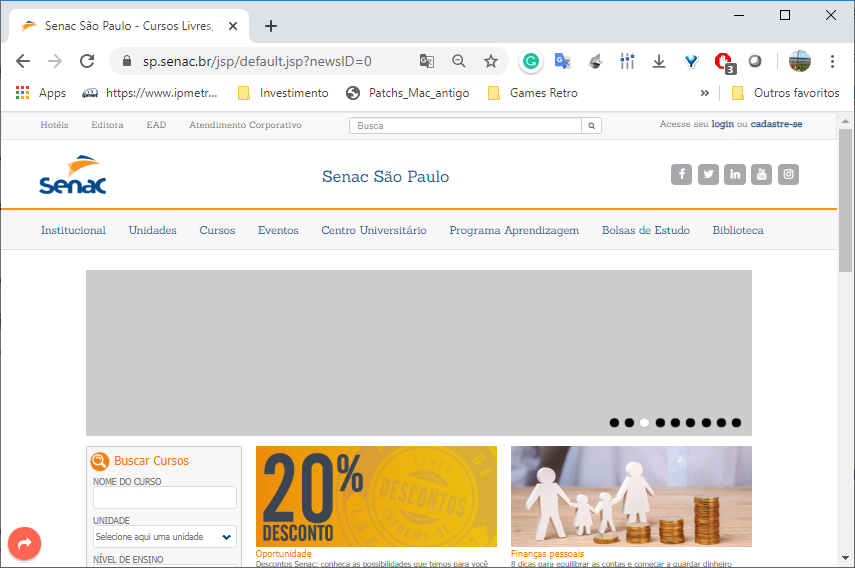 Senac São Paulo - Cursos Livres,
sp.senac.br/jsp/default.jsp?newsID=0
3
Apps
https://www.ipmetr...
Investimento
Patchs_Mac_antigo
Games Retro
»
Outros favoritos
Hotéis
Editora
EAD
Atendimento Corporativo
Busca
Acesse seu login ou cadastre-se
senac
Senac São Paulo
Institucional
Unidades
Cursos
Eventos
Centro Universitário
Programa Aprendizagem
Bolsas de Estudo
Biblioteca
Buscar Cursos
NOME DO CURSO
UNIDADE
Selecione aqui uma unidade
NÍVEL DE ENSINO
20%
DESCONTO
CLUBE DE
DESCONTOS
INFORME-SE
Oportunidade
Descontos Senac: conheça as possibilidades que temos para você
Finanças pessoais
8 dicas para equilibrar as contas e começar a guardar dinheiro